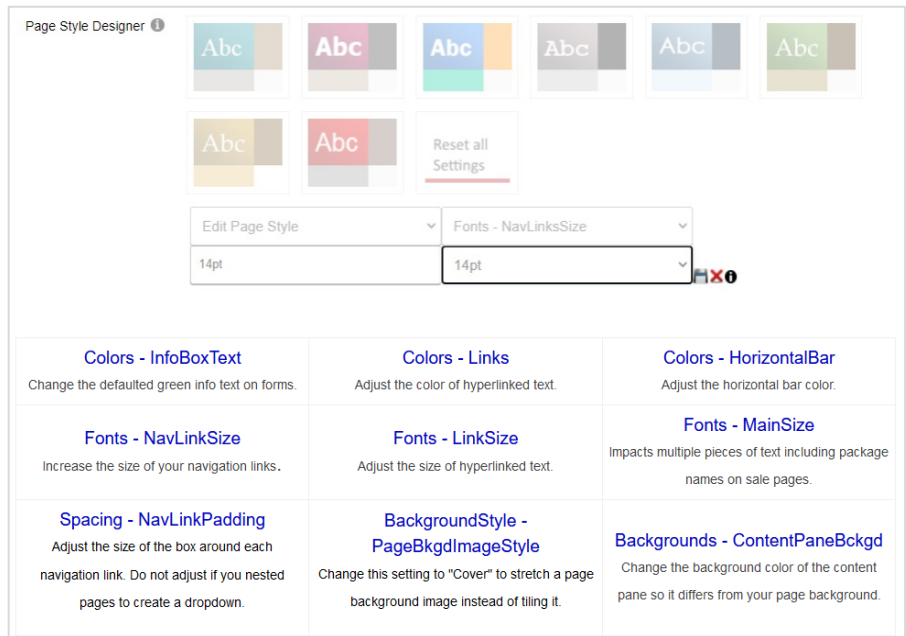 Page Style Designer
Abc Abc Abc Abc Abc Abc
Abc Abc Reset all
Settings
Edit Page Style Fonts - NavLinksSize
14pt 14pt
Colors - InfoBoxText
Change the defaulted green info text on forms.
Colors - Links
Adjust the color of hyperlinked text.
Colors - HorizontalBar
Adjust the horizontal bar color.
Fonts - NavLinkSize
Increase the size of your navigation links.
Fonts - LinkSize
Adjust the size of hyperlinked text.
Fonts - MainSize
Impacts multiple pieces of text including package
names on sale pages.
Spacing - NavLinkPadding
Adjust the size of the box around each
navigation link. Do not adjust if you nested
pages to create a dropdown.
BackgroundStyle -
PageBkgdImageStyle
Change this setting to "Cover" to stretch a page
background image instead of tiling it.
Backgrounds - ContentPaneBckgd
Change the background color of the content
pane so it differs from your page background.